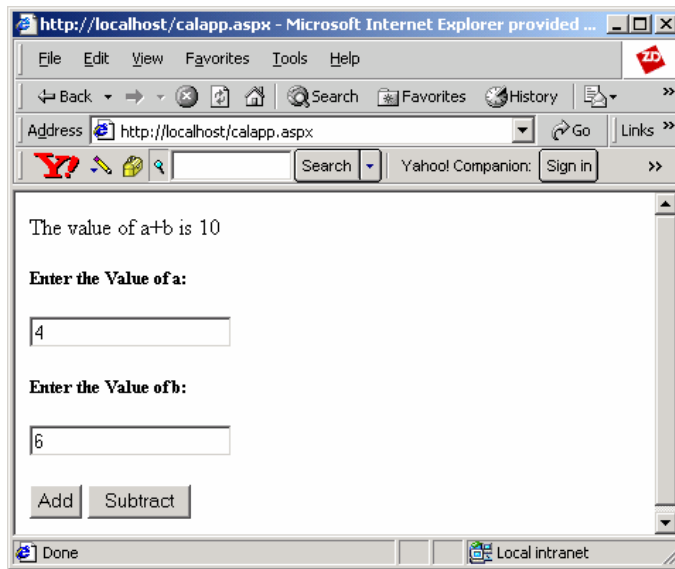 http://localhost/calapp.aspx - Microsoft Internet Explorer provided ...
File Edit View Favorites Tools Help
ZD
Back Search Favorites History »
Address http://localhost/calapp.aspx Go Links »
Y! Search Yahoo! Companion: Sign in »
The value of a+b is 10
Enter the Value of a:
4
Enter the Value of b:
6
Add Subtract
Done Local intranet